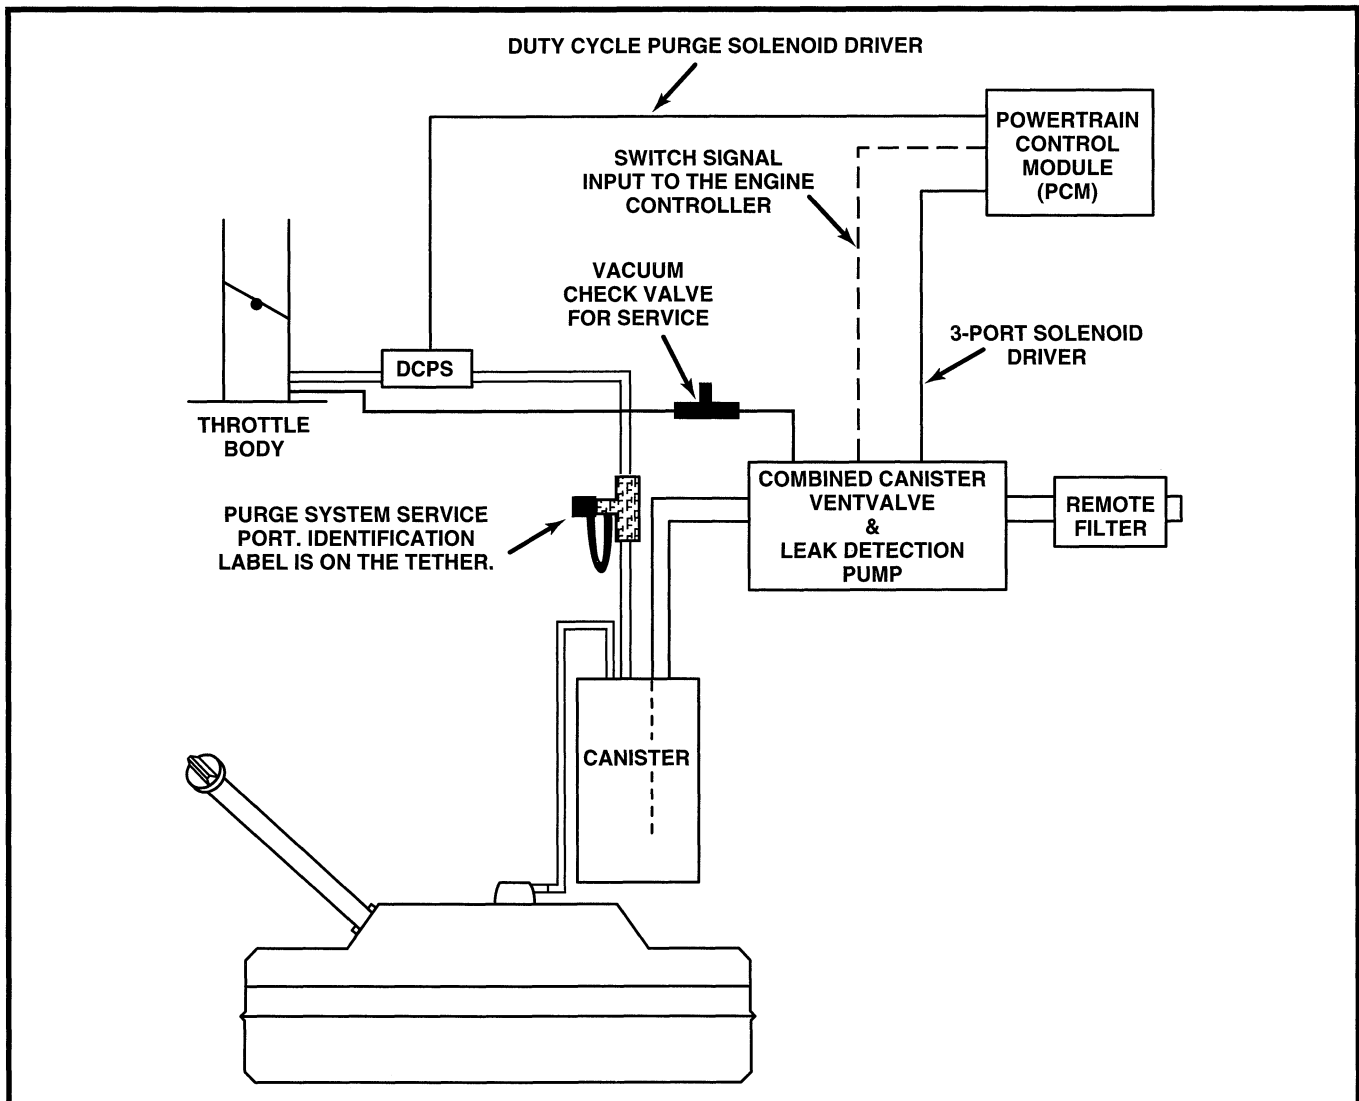 DUTY CYCLE PURGE SOLENOID DRIVER
POWERTRAIN
CONTROL
MODULE
(PCM)
SWITCH SIGNAL
INPUT TO THE ENGINE
CONTROLLER
VACUUM
CHECK VALVE
FOR SERVICE
3-PORT SOLENOID
DRIVER
DCPS
THROTTLE
BODY
PURGE SYSTEM SERVICE
PORT. IDENTIFICATION
LABEL IS ON THE TETHER.
COMBINED CANISTER
VENTVALVE
&
LEAK DETECTION
PUMP
REMOTE
FILTER
CANISTER